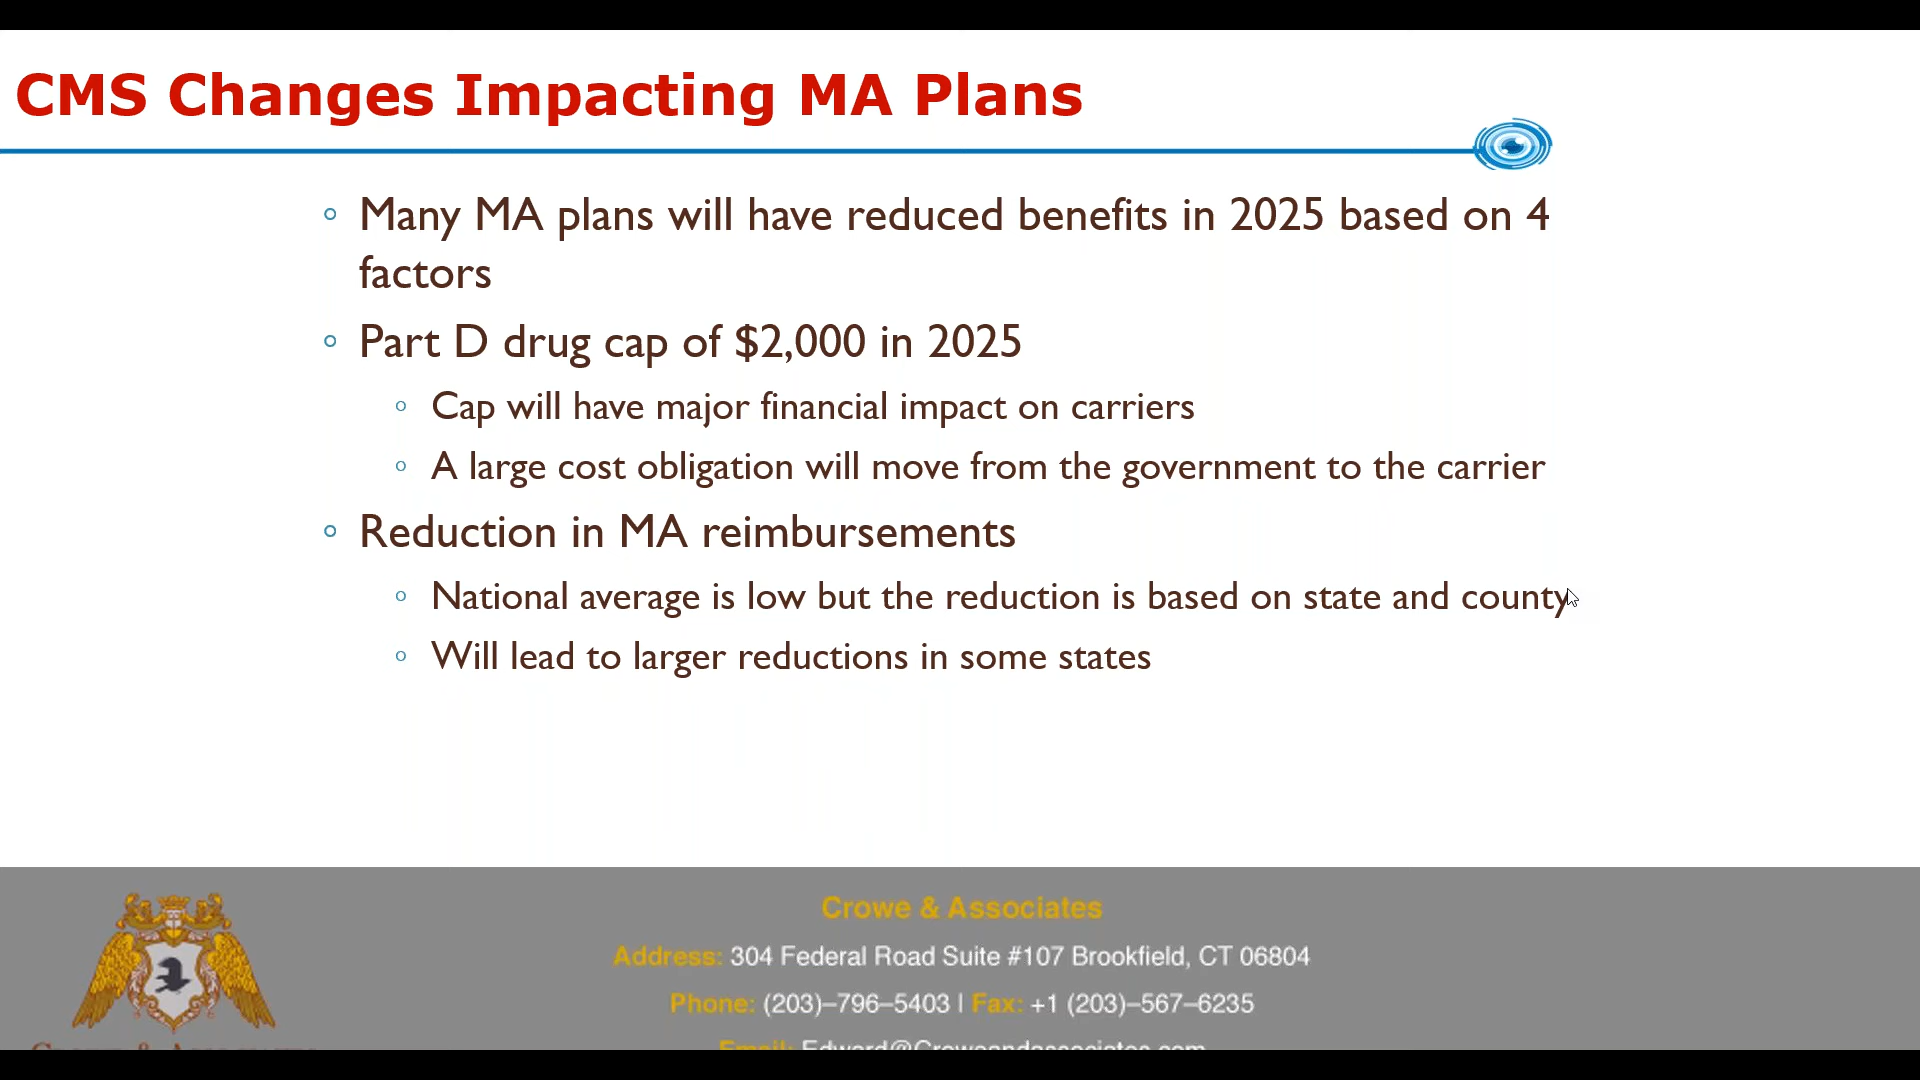 CMS Changes Impacting MA Plans
Many MA plans will have reduced benefits in 2025 based on 4
factors
Part D drug cap of $2,000 in 2025
Cap will have major financial impact on carriers
A large cost obligation will move from the government to the carrier
Reduction in MA reimbursements
National average is low but the reduction is based on state and county
Will lead to larger reductions in some states
Crowe & Associates
Address: 304 Federal Road Suite #107 Brookfield, CT 06804
Phone: (203)–796–5403 | Fax: +1 (203)–567–6235
Email: Edward@Croweandassociates.com